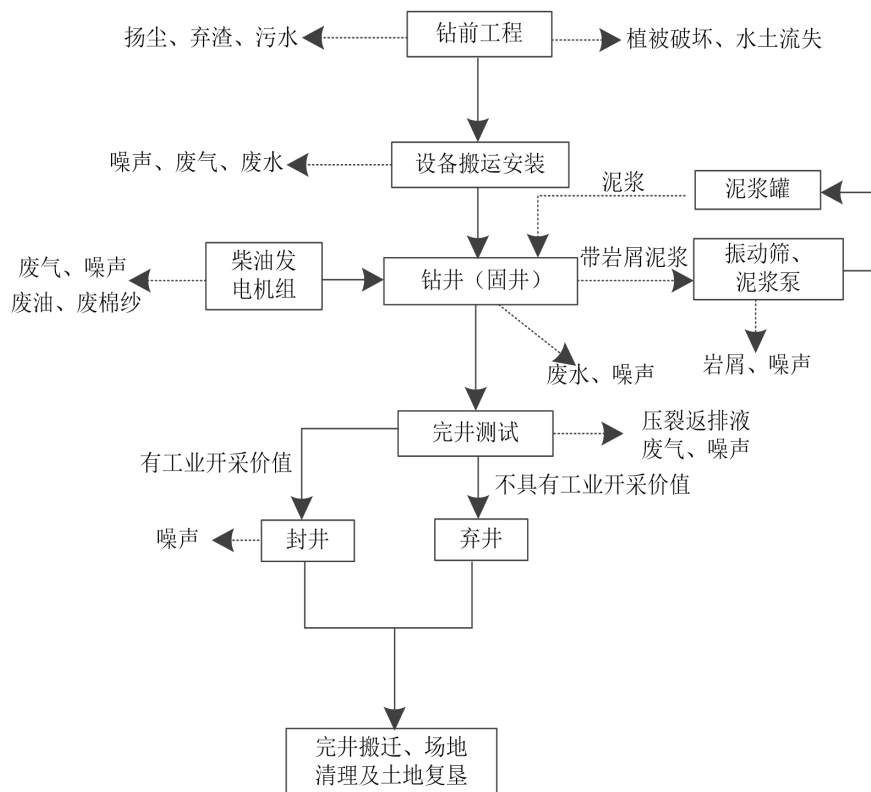 扬尘、弃渣、污水
钻前工程
植被破坏、水土流失
噪声、废气、废水
设备搬运安装
泥浆
泥浆罐
废气、噪声
废油、废棉纱
柴油发
电机组
钻井（固井）
带岩屑泥浆
振动筛、
泥浆泵
废水、噪声
岩屑、噪声
完井测试
压裂返排液
废气、噪声
有工业开采价值
不具有工业开采价值
噪声
封井
弃井
完井搬迁、场地
清理及土地复垦